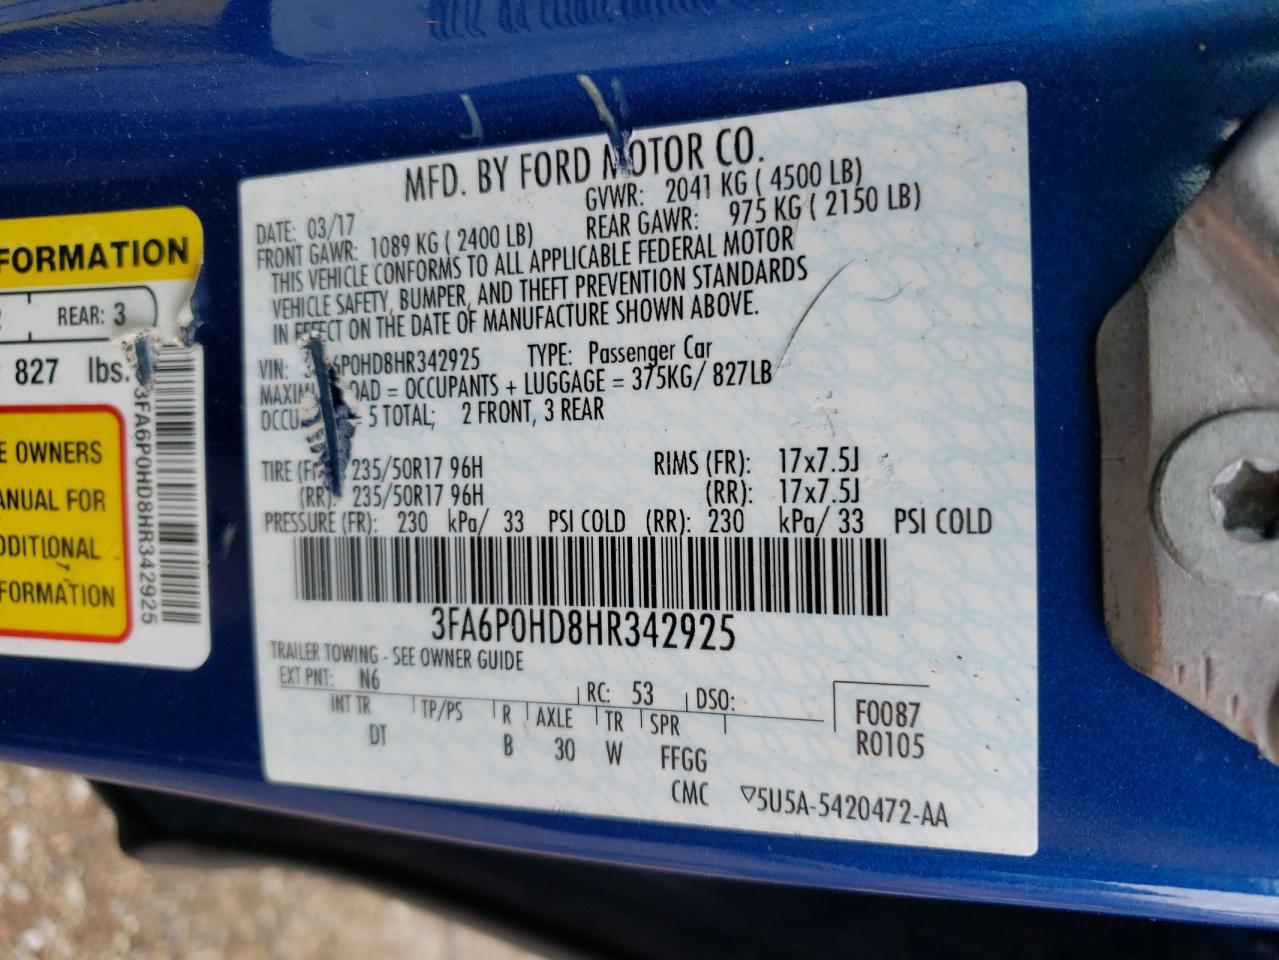 MFD. BY FORD MOTOR CO.
DATE: 03/17 GVWR: 2041 KG ( 4500 LB)
FRONT GAWR: 1089 KG ( 2400 LB) REAR GAWR: 975 KG ( 2150 LB)
THIS VEHICLE CONFORMS TO ALL APPLICABLE FEDERAL MOTOR
VEHICLE SAFETY, BUMPER, AND THEFT PREVENTION STANDARDS
IN EFFECT ON THE DATE OF MANUFACTURE SHOWN ABOVE.
VIN: 3FA6P0HD8HR342925 TYPE: Passenger Car
= OCCUPANTS + LUGGAGE = 375KG/ 827LB
5 TOTAL; 2 FRONT, 3 REAR
TIRE 235/50R17 96H RIMS (FR): 17x7.5J
(RR): 235/50R17 96H (RR): 17x7.5J
PRESSURE (FR): 230 kPa/ 33 PSI COLD (RR): 230 kPa/ 33 PSI COLD
3FA6P0HD8HR342925
TRAILER TOWING - SEE OWNER GUIDE
EXT PNT: N6 RC: 53 DSO:
INT TR TP/PS R AXLE TR SPR
DT B 30 W FFGG
CMC
F0087
R0105
▽5U5A-5420472-AA
FORMATION
REAR: 3
827 lbs.
3FA6P0HD8HR342925
E OWNERS
ANUAL FOR
DDITIONAL
FORMATION